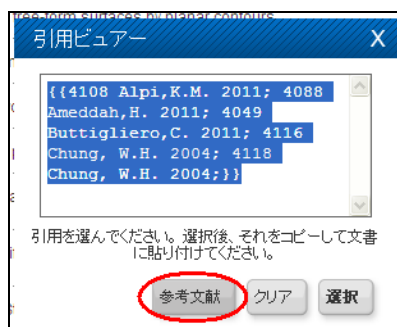 free-form surfaces by planar contours
引用ビュアー X
{{4108 Alpi,K.M. 2011; 4088
Ameddah,H. 2011; 4049
Buttigliero,C. 2011; 4116
Chung, W.H. 2004; 4118
Chung, W.H. 2004;}}
引用を選んでください。選択後、それをコピーして文書
に貼り付けてください。
参考文献 クリア 選択